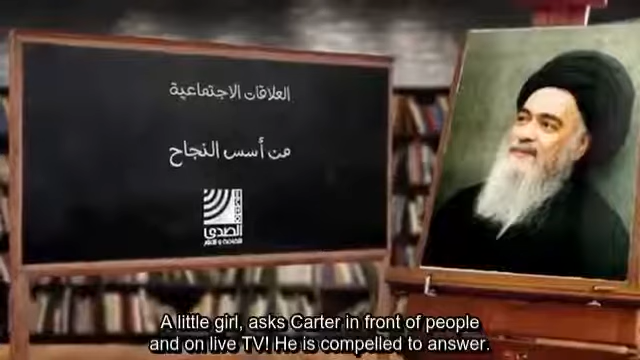 العلاقات الاجتماعية
من أسس النجاح
الصدى
A little girl, asks Carter in front of people
and on live TV! He is compelled to answer.